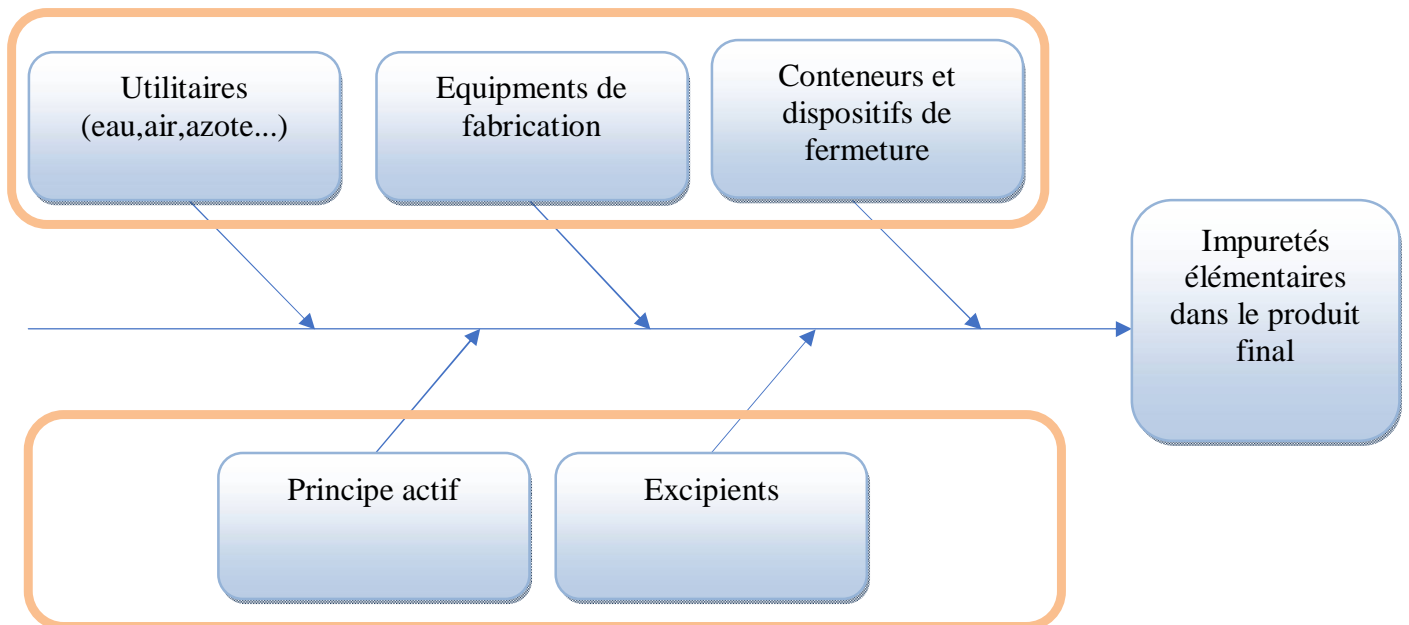 Utilitaires
(eau,air,azote...)
Equipments de
fabrication
Conteneurs et
dispositifs de
fermeture
Impuretés
élémentaires
dans le produit
final
Principe actif
Excipients